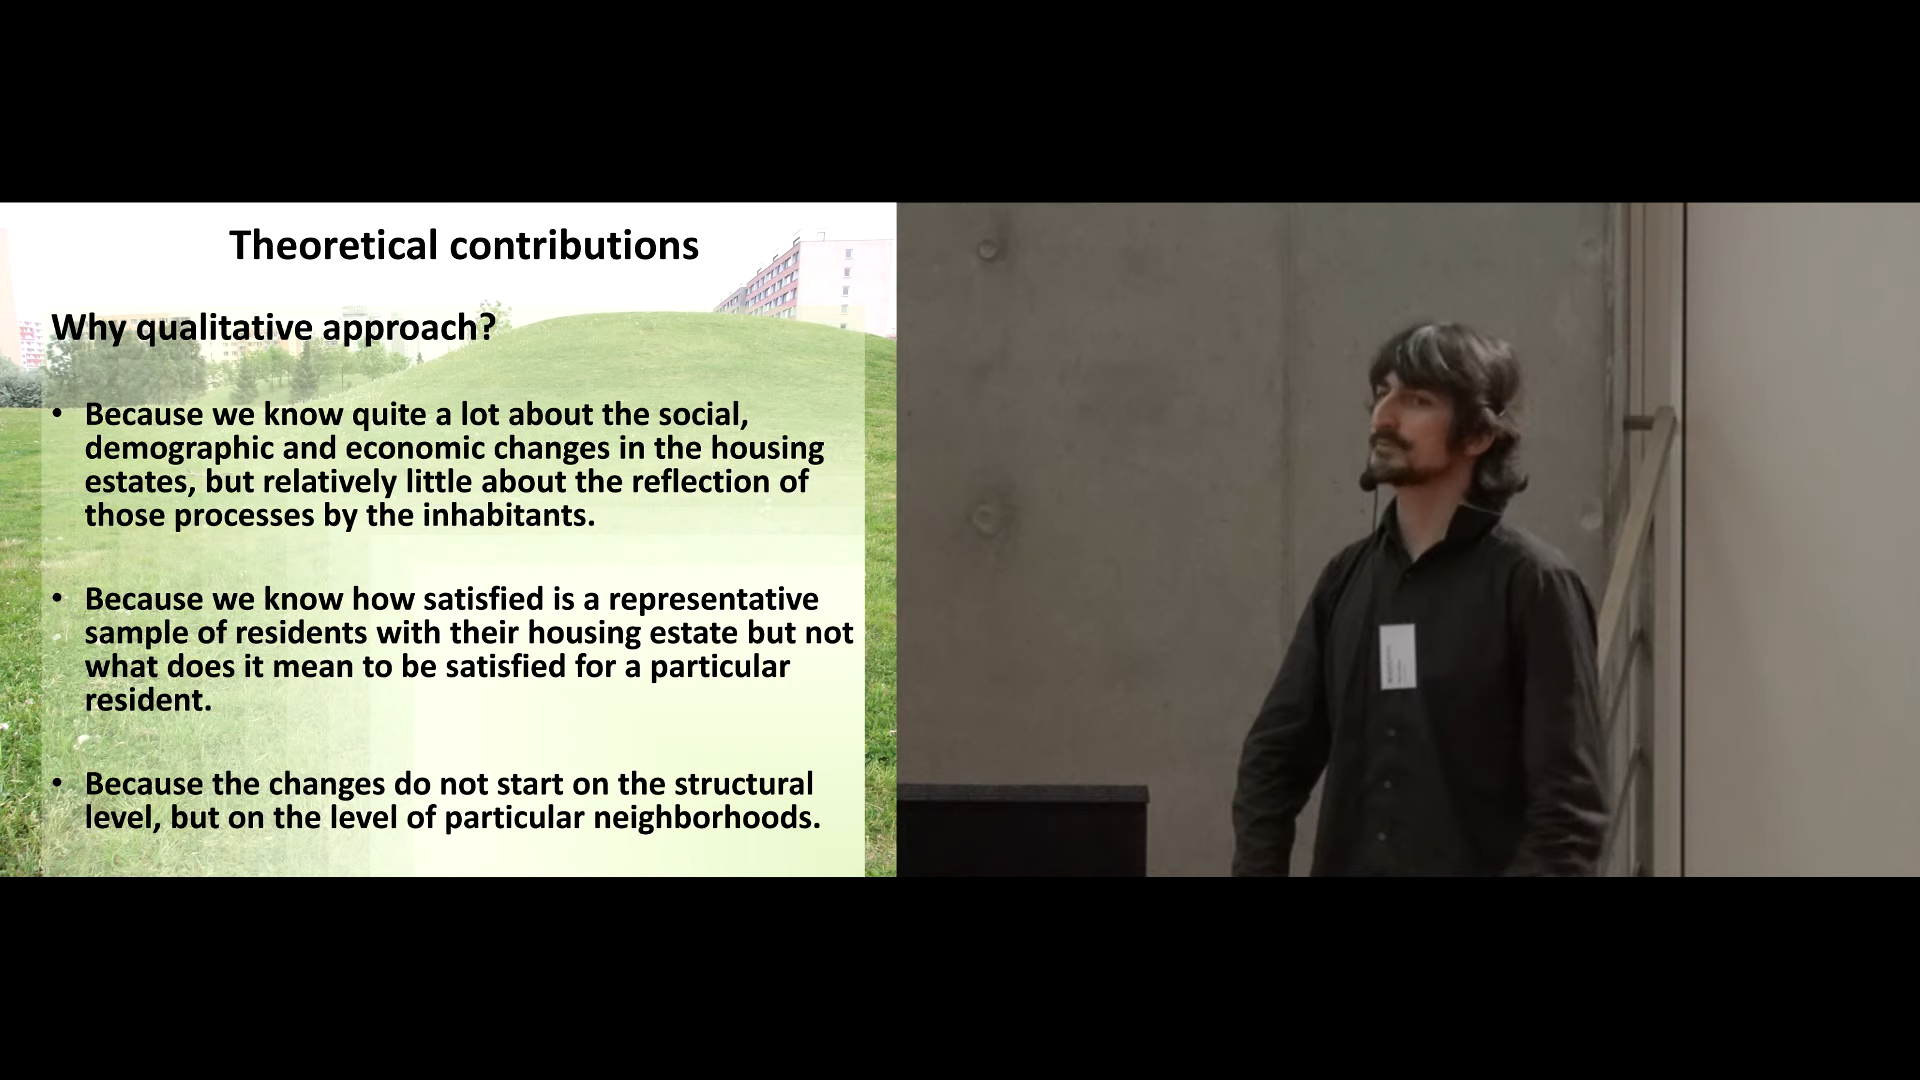 Theoretical contributions
Why qualitative approach?
• Because we know quite a lot about the social,
demographic and economic changes in the housing
estates, but relatively little about the reflection of
those processes by the inhabitants.
• Because we know how satisfied is a representative
sample of residents with their housing estate but not
what does it mean to be satisfied for a particular
resident.
• Because the changes do not start on the structural
level, but on the level of particular neighborhoods.